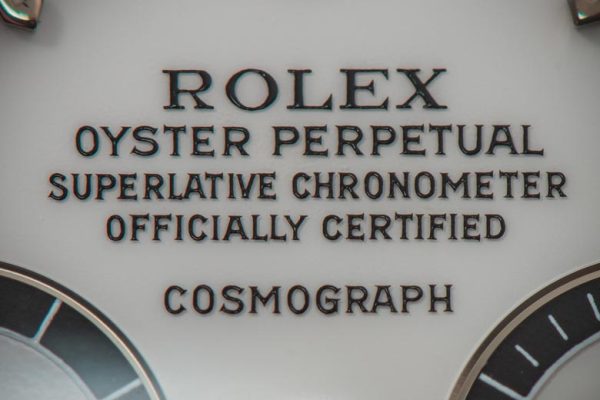 ROLEX
OYSTER PERPETUAL
SUPERLATIVE CHRONOMETER
OFFICIALLY CERTIFIED
COSMOGRAPH